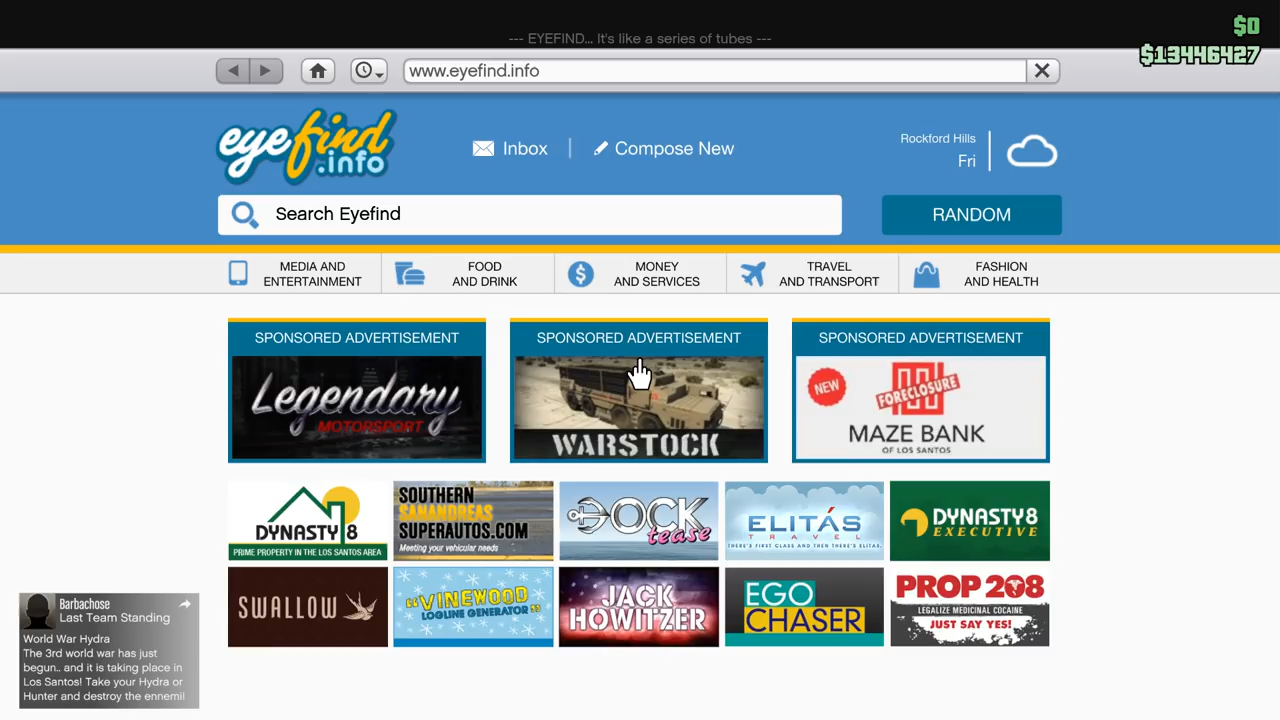 $0
--- EYEFIND... It's like a series of tubes ---
$13446427
www.eyefind.info
eyefind
.info
Inbox
Compose New
Rockford Hills
Fri
Search Eyefind
RANDOM
MEDIA AND
ENTERTAINMENT
FOOD
AND DRINK
MONEY
AND SERVICES
TRAVEL
AND TRANSPORT
FASHION
AND HEALTH
SPONSORED ADVERTISEMENT
Legendary
MOTORSPORT
SPONSORED ADVERTISEMENT
WARSTOCK
SPONSORED ADVERTISEMENT
NEW
FORECLOSURE
MAZE BANK
OF LOS SANTOS
DYNASTY 8
PRIME PROPERTY IN THE LOS SANTOS AREA
SOUTHERN
SANANDREAS
SUPERAUTOS.COM
Meeting your vehicular needs
DOCK
tease
ELITÁS
TRAVEL
THERE'S FIRST CLASS AND THEN THERE'S ELITAS.
DYNASTY 8
EXECUTIVE
SWALLOW
"VINEWOOD
LOGLINE GENERATOR"
JACK
HOWITZER
EGO
CHASER
PROP 208
LEGALIZE MEDICINAL COCAINE
JUST SAY YES!
Barbachose
Last Team Standing
World War Hydra
The 3rd world war has just
begun.. and it is taking place in
Los Santos! Take your Hydra or
Hunter and destroy the ennemi!